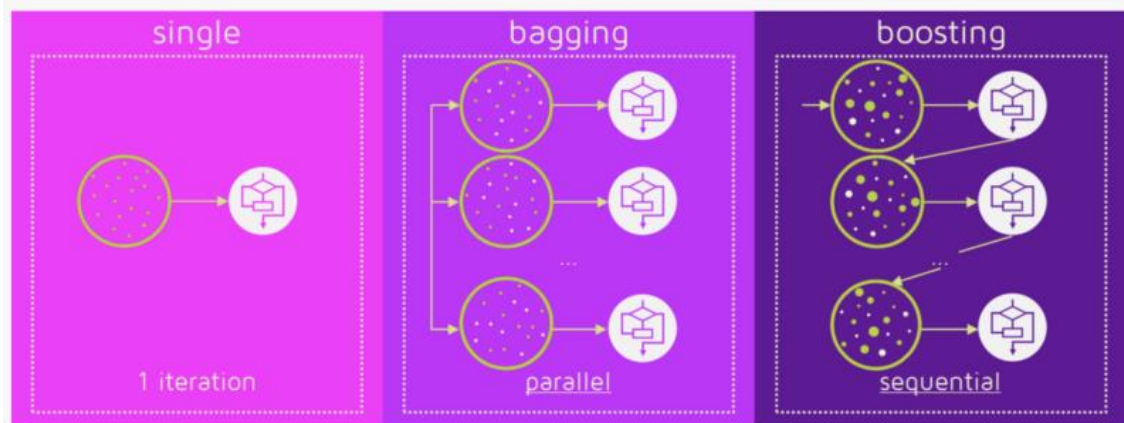 single
1 iteration
bagging
...
parallel
boosting
...
sequential